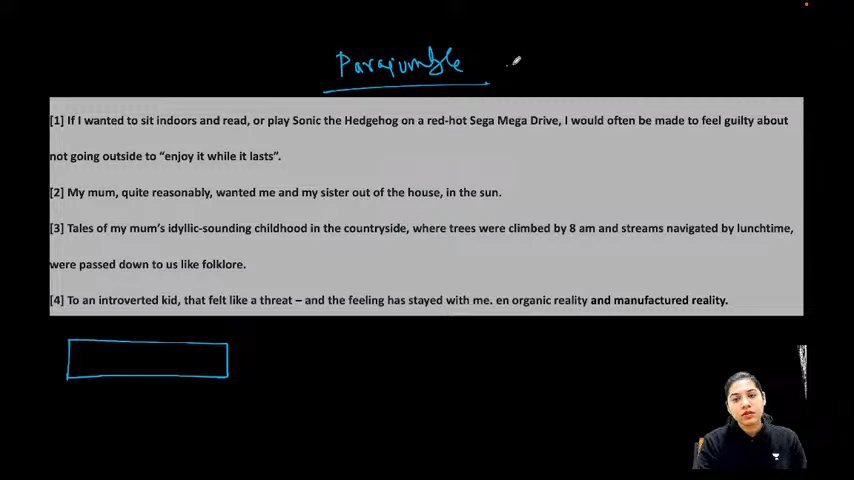 Parajumble
[1] If I wanted to sit indoors and read, or play Sonic the Hedgehog on a red-hot Sega Mega Drive, I would often be made to feel guilty about
not going outside to “enjoy it while it lasts”.
[2] My mum, quite reasonably, wanted me and my sister out of the house, in the sun.
[3] Tales of my mum’s idyllic-sounding childhood in the countryside, where trees were climbed by 8 am and streams navigated by lunchtime,
were passed down to us like folklore.
[4] To an introverted kid, that felt like a threat – and the feeling has stayed with me. en organic reality and manufactured reality.